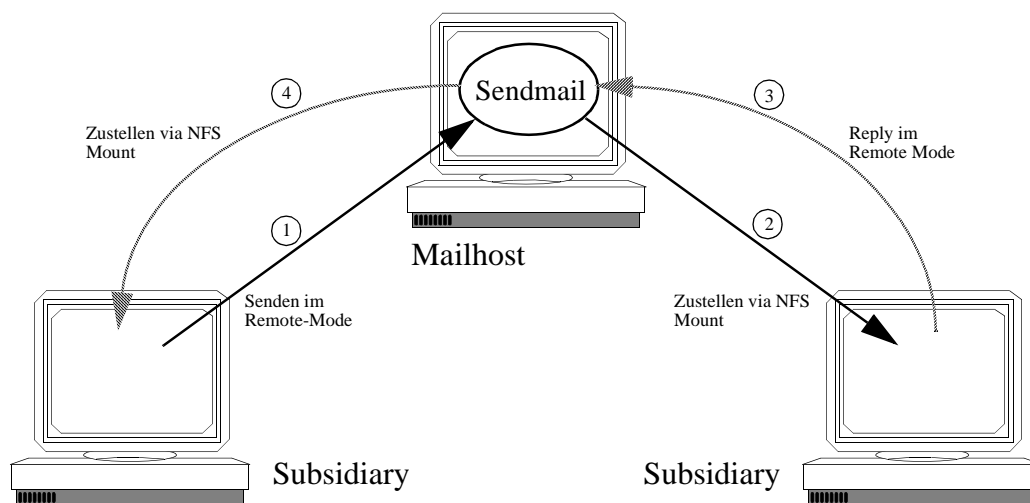 Sendmail
4
3
Zustellen via NFS
Mount
Reply im
Remote Mode
1
2
Mailhost
Senden im
Remote-Mode
Zustellen via NFS
Mount
Subsidiary
Subsidiary